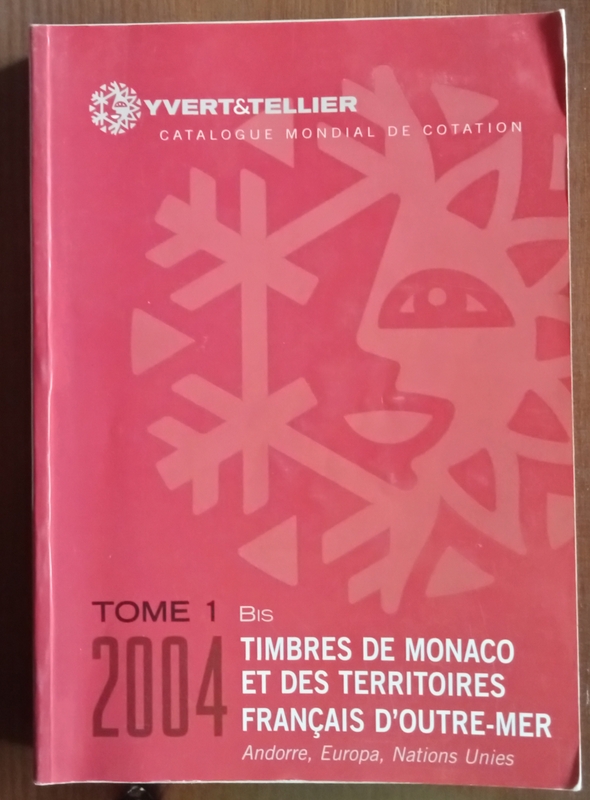 YVERT&TELLIER
CATALOGUE MONDIAL DE COTATION
TOME 1 BIS
2004
TIMBRES DE MONACO
ET DES TERRITOIRES
FRANÇAIS D'OUTRE-MER
Andorre, Europa, Nations Unies